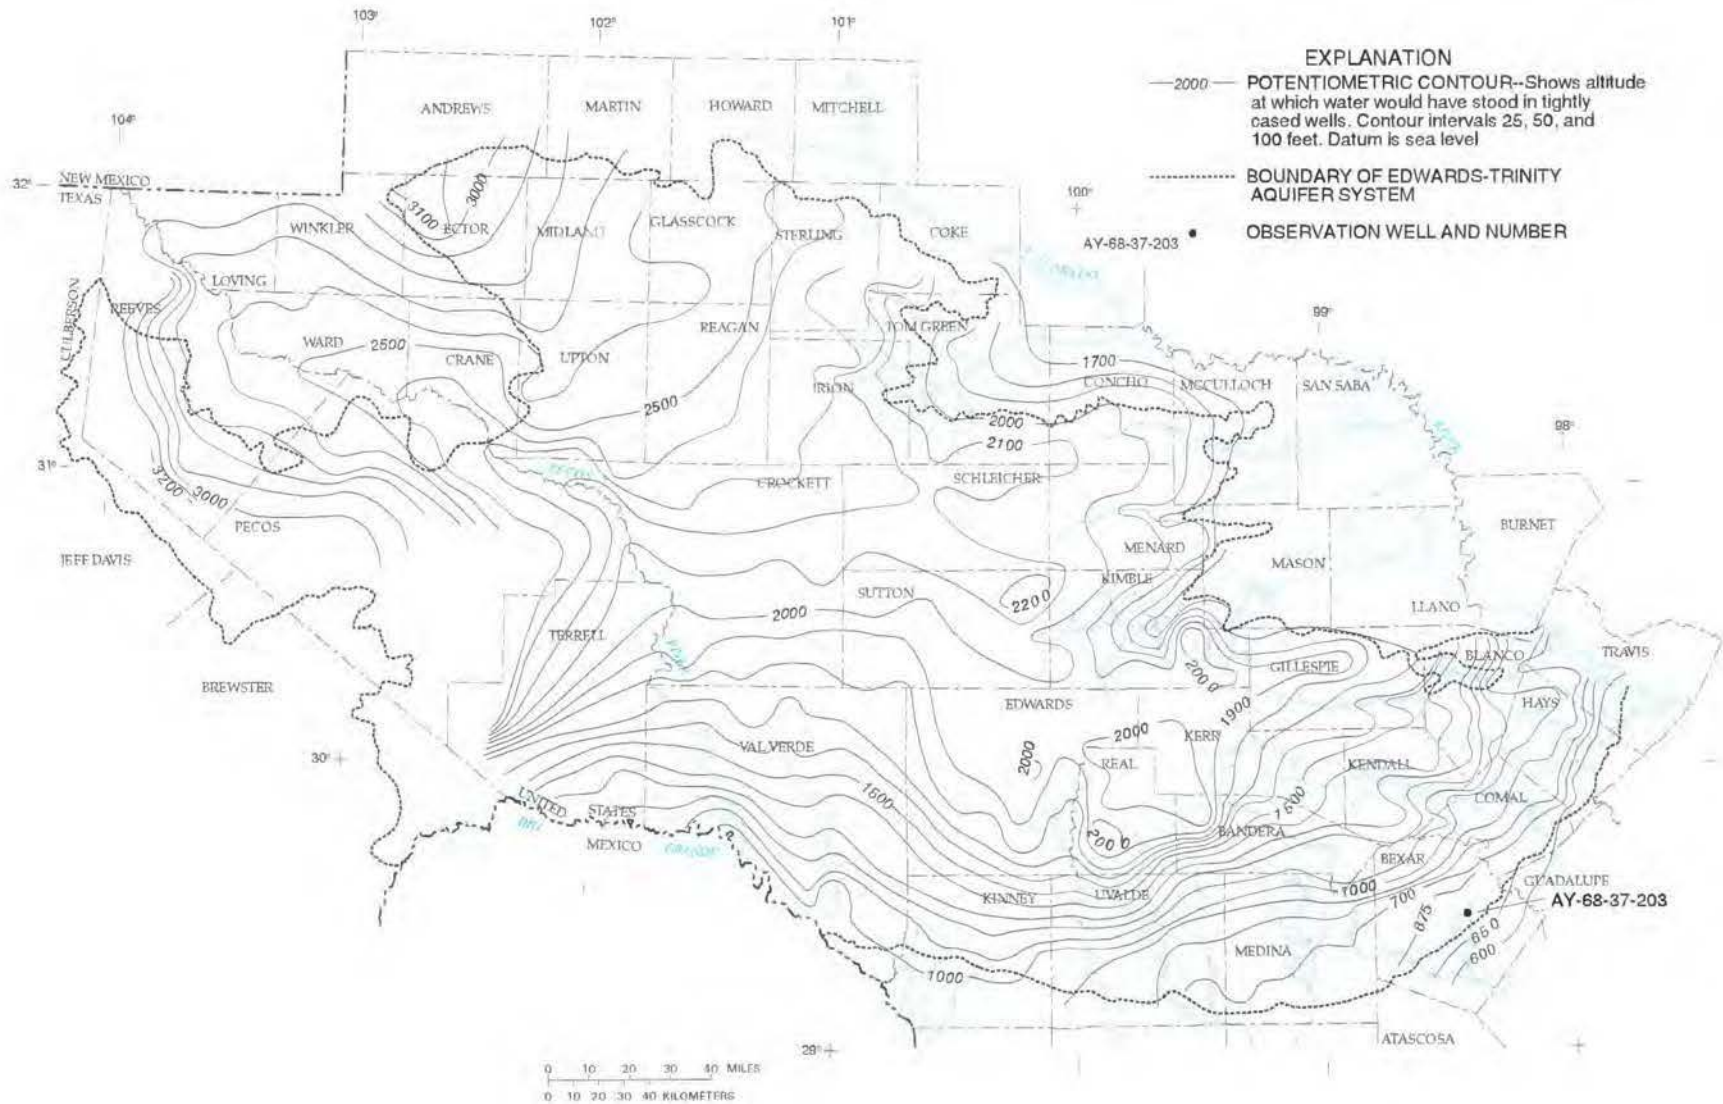 103°
102°
101°
EXPLANATION
2000
POTENTIOMETRIC CONTOUR--Shows altitude
at which water would have stood in tightly
cased wells. Contour intervals 25, 50, and
100 feet. Datum is sea level
BOUNDARY OF EDWARDS-TRINITY
AQUIFER SYSTEM
AY-68-37-203
OBSERVATION WELL AND NUMBER
ANDREWS
MARTIN
HOWARD
MITCHELL
104°
32°
NEW MEXICO
TEXAS
3000
3100
100°
WINKLER
ECTOR
MIDLAND
GLASSCOCK
STERLING
COKE
LOVING
CULBERSON
REEVES
WARD
2500
CRANE
UPTON
REAGAN
TOM GREEN
99°
1700
CONCHO
MCCULLOCH
SAN SABA
IRION
2500
2000
2100
98°
31°
3200
3000
PECOS
CROCKETT
SCHLEICHER
BURNET
JEFF DAVIS
MENARD
MASON
KIMBLE
SUTTON
2200
LLANO
2000
TERRELL
2000
GILLESPIE
BLANCO
TRAVIS
BREWSTER
EDWARDS
1900
HAYS
30°
VAL VERDE
2000
2000
KERR
REAL
KENDALL
1600
1600
COMAL
UNITED STATES
MEXICO
2000
BANDERA
BEXAR
GUADALUPE
KINNEY
UVALDE
1000
700
675
AY-68-37-203
650
600
MEDINA
1000
ATASCOSA
29°
0 10 20 30 40 MILES
0 10 20 30 40 KILOMETERS